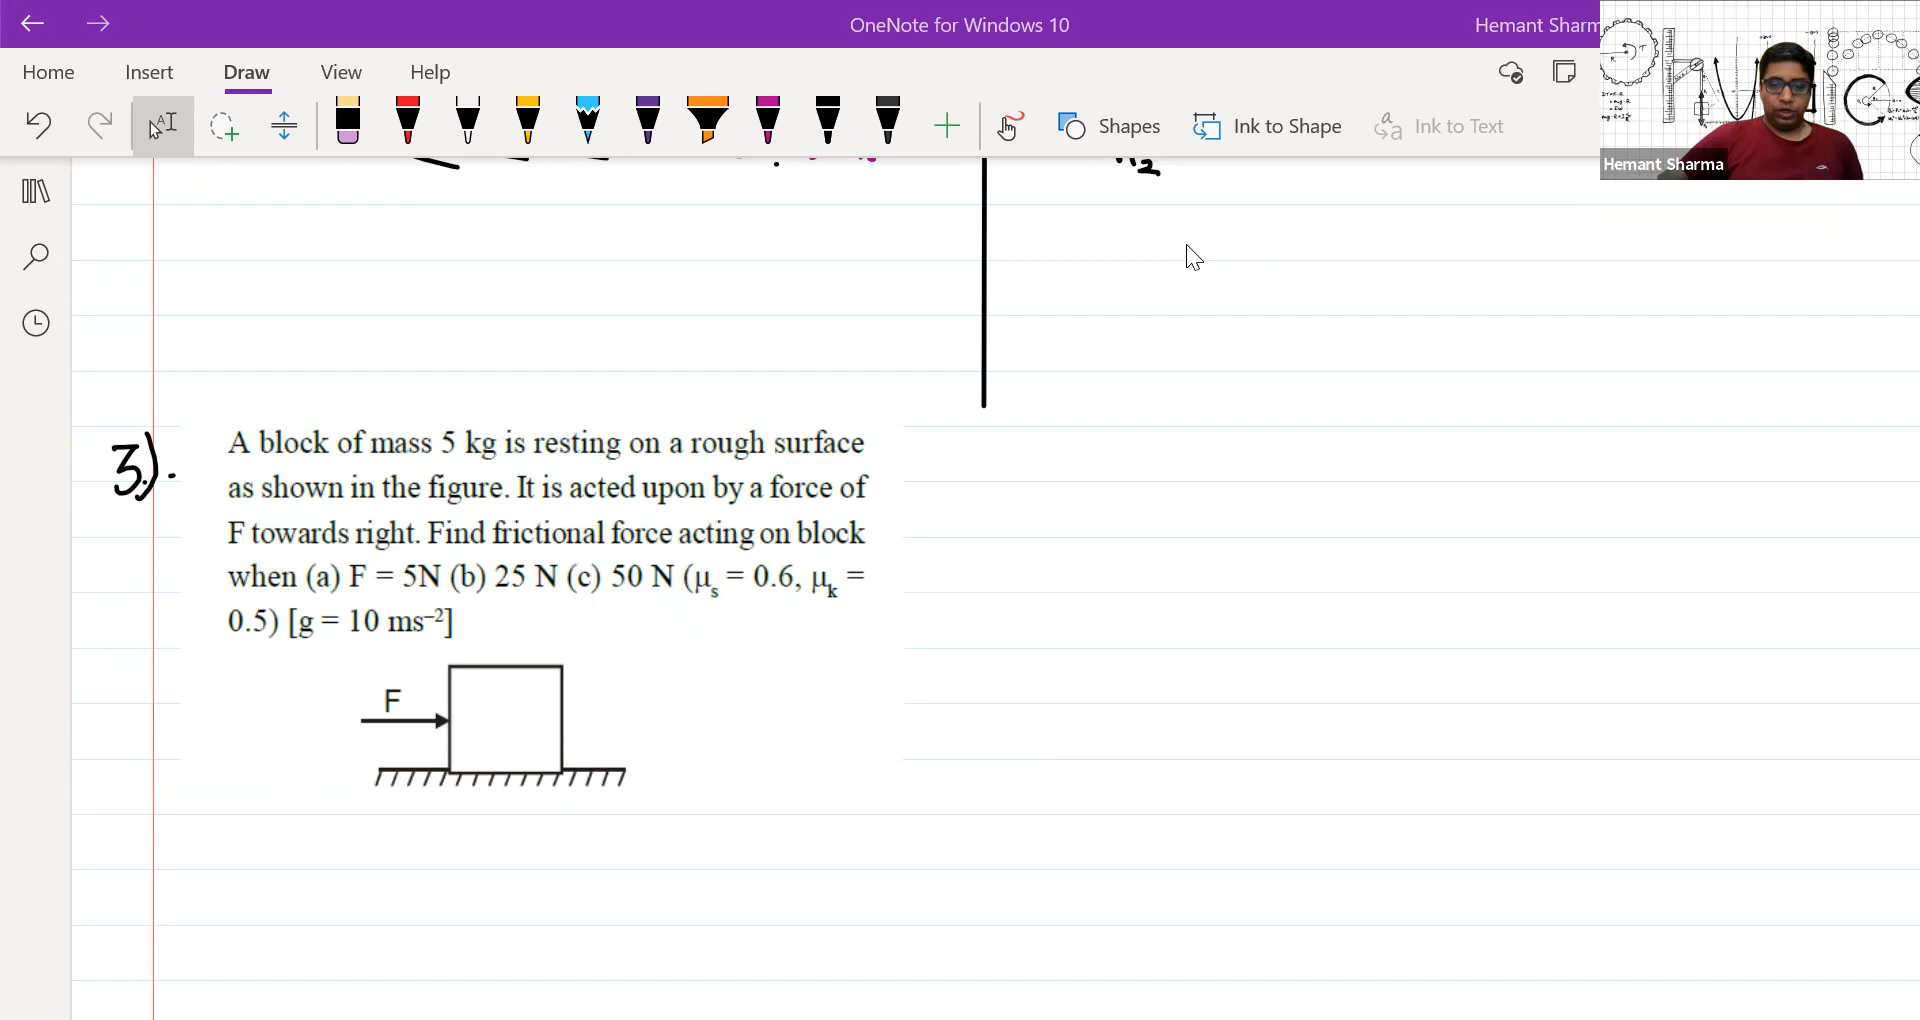 OneNote for Windows 10
Hemant Sharm
Home Insert Draw View Help
Shapes Ink to Shape Ink to Text
Hemant Sharma
3).
A block of mass 5 kg is resting on a rough surface
as shown in the figure. It is acted upon by a force of
F towards right. Find frictional force acting on block
when (a) F = 5N (b) 25 N (c) 50 N (μₛ = 0.6, μₖ =
0.5) [g = 10 ms⁻²]
F